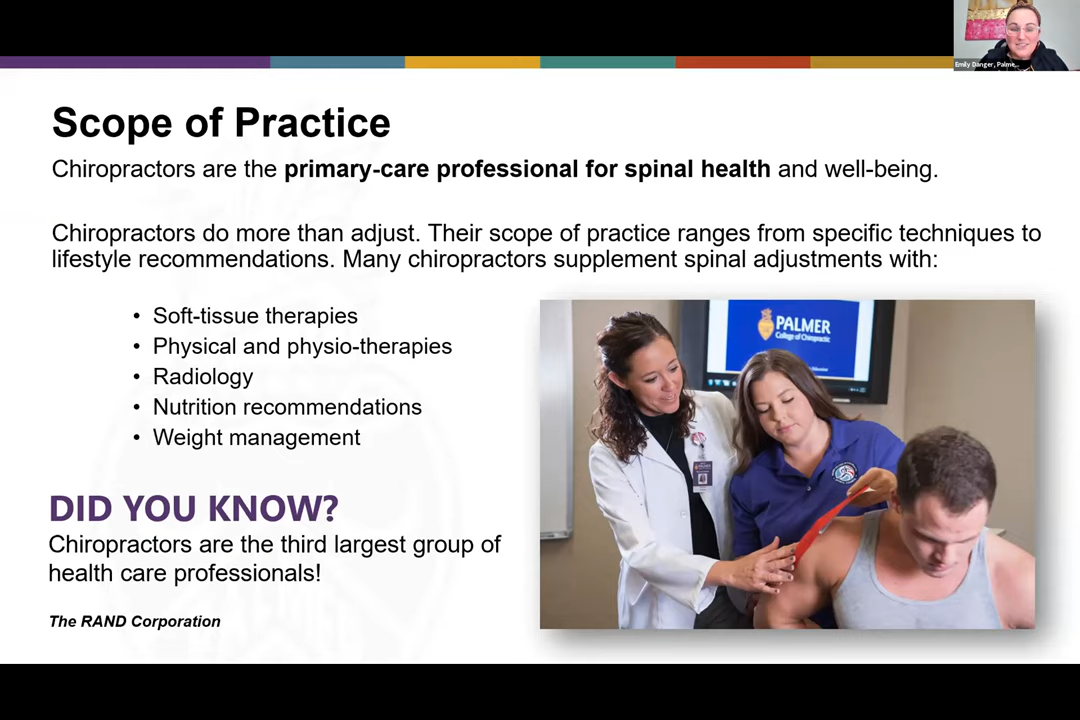 Emily Danger, Palme...
Scope of Practice
Chiropractors are the primary-care professional for spinal health and well-being.
Chiropractors do more than adjust. Their scope of practice ranges from specific techniques to
lifestyle recommendations. Many chiropractors supplement spinal adjustments with:
• Soft-tissue therapies
• Physical and physio-therapies
• Radiology
• Nutrition recommendations
• Weight management
DID YOU KNOW?
Chiropractors are the third largest group of
health care professionals!
The RAND Corporation
PALMER
College of Chiropractic
PALMER